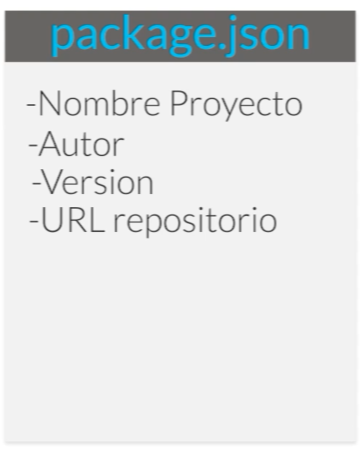 package.json
-Nombre Proyecto
-Autor
-Version
-URL repositorio